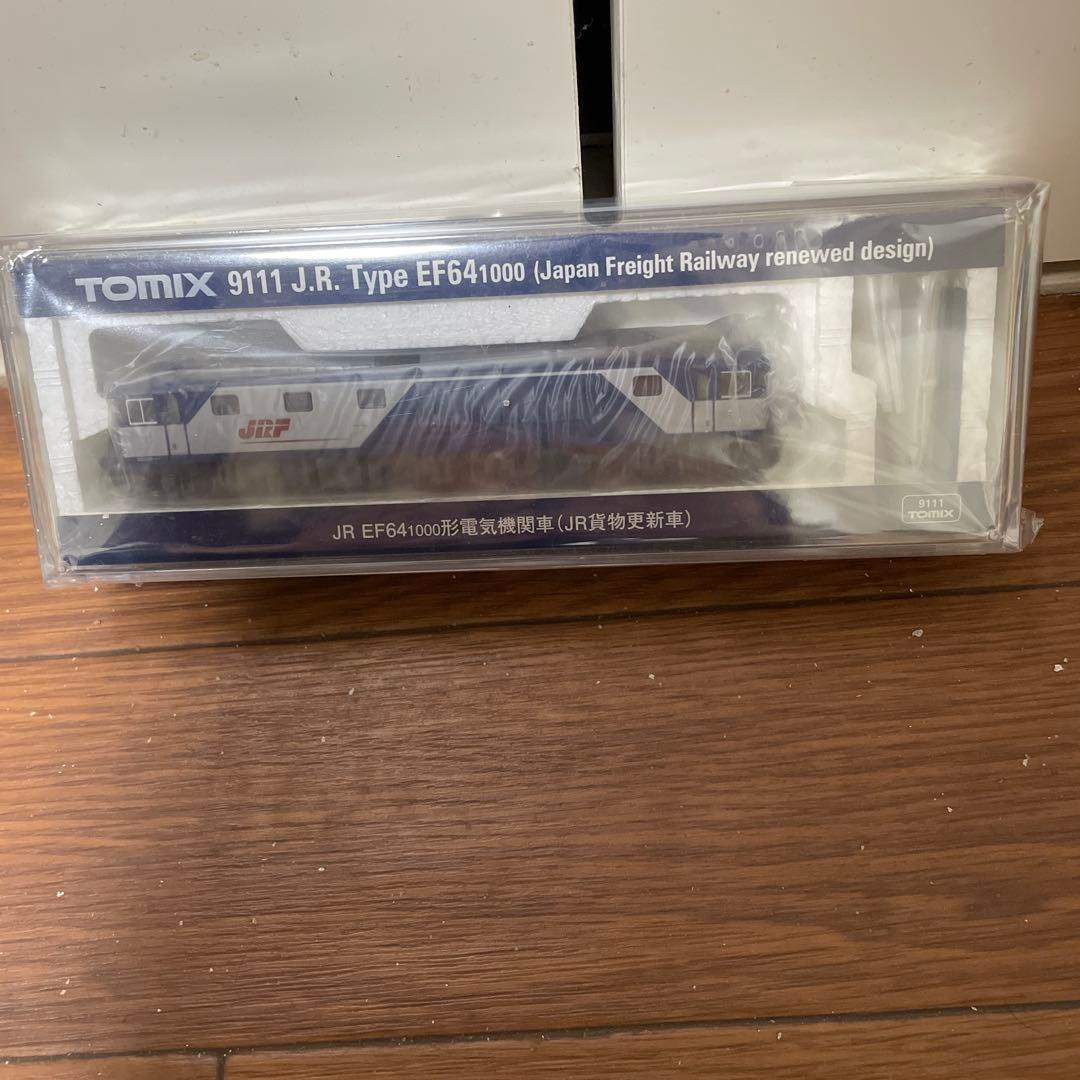 TOMIX 9111 J.R. Type EF641000 (Japan Freight Railway renewed design)
JRF
JR EF641000形電気機関車(JR貨物更新車)
9111
TOMIX